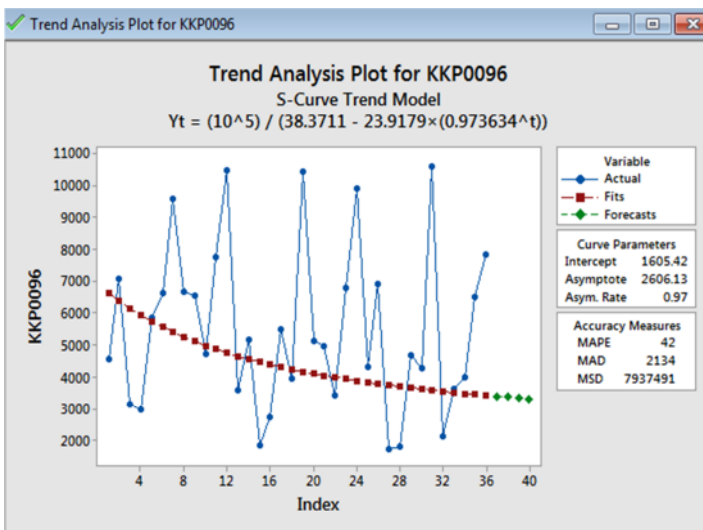 Trend Analysis Plot for KKP0096
Trend Analysis Plot for KKP0096
S-Curve Trend Model
Yt = (10^5) / (38.3711 - 23.9179×(0.973634^t))
KKP0096
11000
10000
9000
8000
7000
6000
5000
4000
3000
2000
4 8 12 16 20 24 28 32 36 40
Index
Variable
Actual
Fits
Forecasts
Curve Parameters
Intercept 1605.42
Asymptote 2606.13
Asym. Rate 0.97
Accuracy Measures
MAPE 42
MAD 2134
MSD 7937491